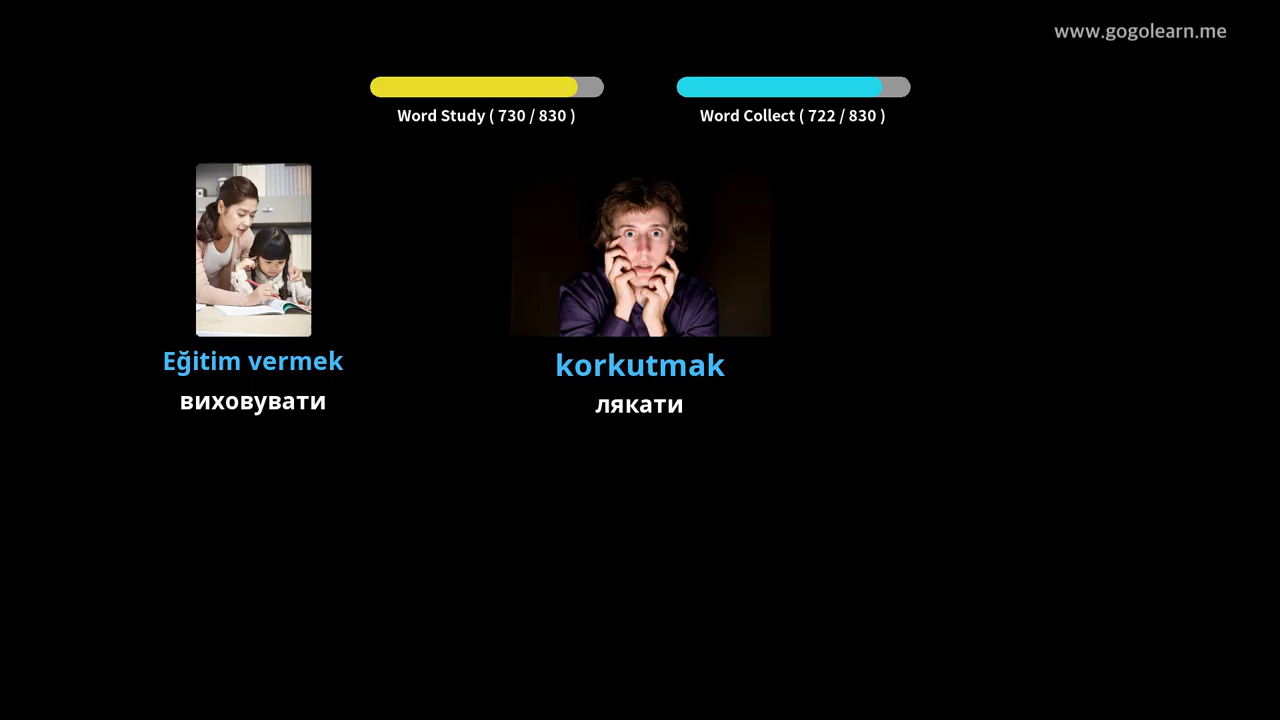 www.gogolearn.me
Word Study ( 730 / 830 )
Word Collect ( 722 / 830 )
Eğitim vermek
виховувати
korkutmak
лякати